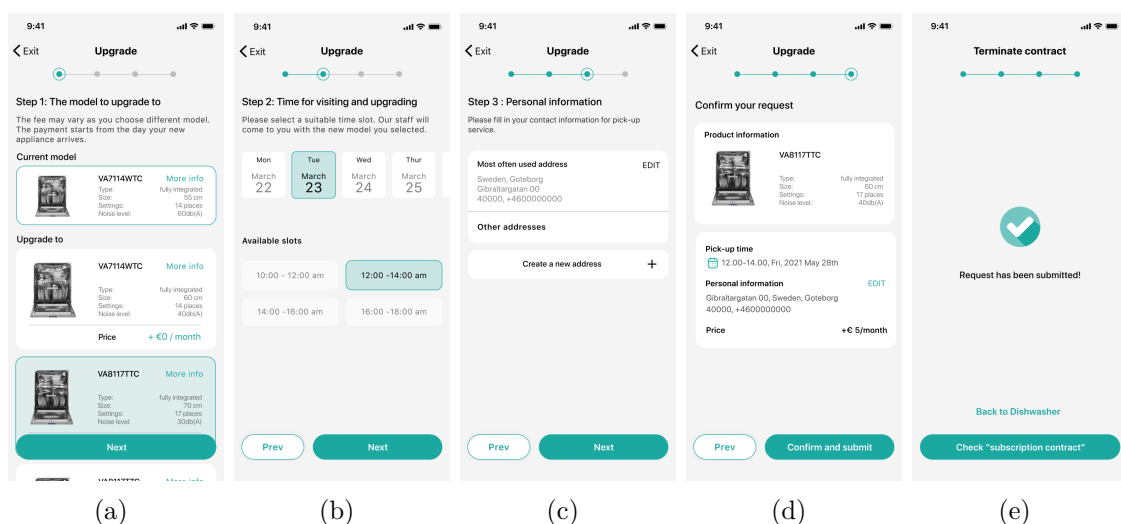 9:41
Exit
Upgrade
Step 1: The model to upgrade to
The fee may vary as you choose different model.
The payment starts from the day your new
appliance arrives.
Current model
VA7114WTC More info
Type: fully integrated
Size: 55 cm
Settings: 14 places
Noise level: 60db(A)
Upgrade to
VA7114WTC More info
Type: fully integrated
Size: 60 cm
Settings: 14 places
Noise level: 40db(A)
Price + €0 / month
VA8117TTC More info
Type: fully integrated
Size: 70 cm
Settings: 17 places
Noise level: 30db(A)
Next
(a)
9:41
Exit
Upgrade
Step 2: Time for visiting and upgrading
Please select a suitable time slot. Our staff will
come to you with the new model you selected.
Mon Tue Wed Thur
March March March March
22 23 24 25
Available slots
10:00 - 12:00 am 12:00 -14:00 am
14:00 -16:00 am 16:00 -18:00 am
Prev Next
(b)
9:41
Exit
Upgrade
Step 3 : Personal information
Please fill in your contact information for pick-up
service.
Most often used address EDIT
Sweden, Goteborg
Gibraltargatan 00
40000, +4600000000
Other addresses
Create a new address +
Prev Next
(c)
9:41
Exit
Upgrade
Confirm your request
Product information
VA8117TTC
Type: fully integrated
Size: 60 cm
Settings: 17 places
Noise level: 40db(A)
Pick-up time
12.00-14.00, Fri, 2021 May 28th
Personal information EDIT
Gibraltargatan 00, Sweden, Goteborg
40000, +4600000000
Price +€ 5/month
Prev Confirm and submit
(d)
9:41
Terminate contract
Request has been submitted!
Back to Dishwasher
Check "subscription contract"
(e)